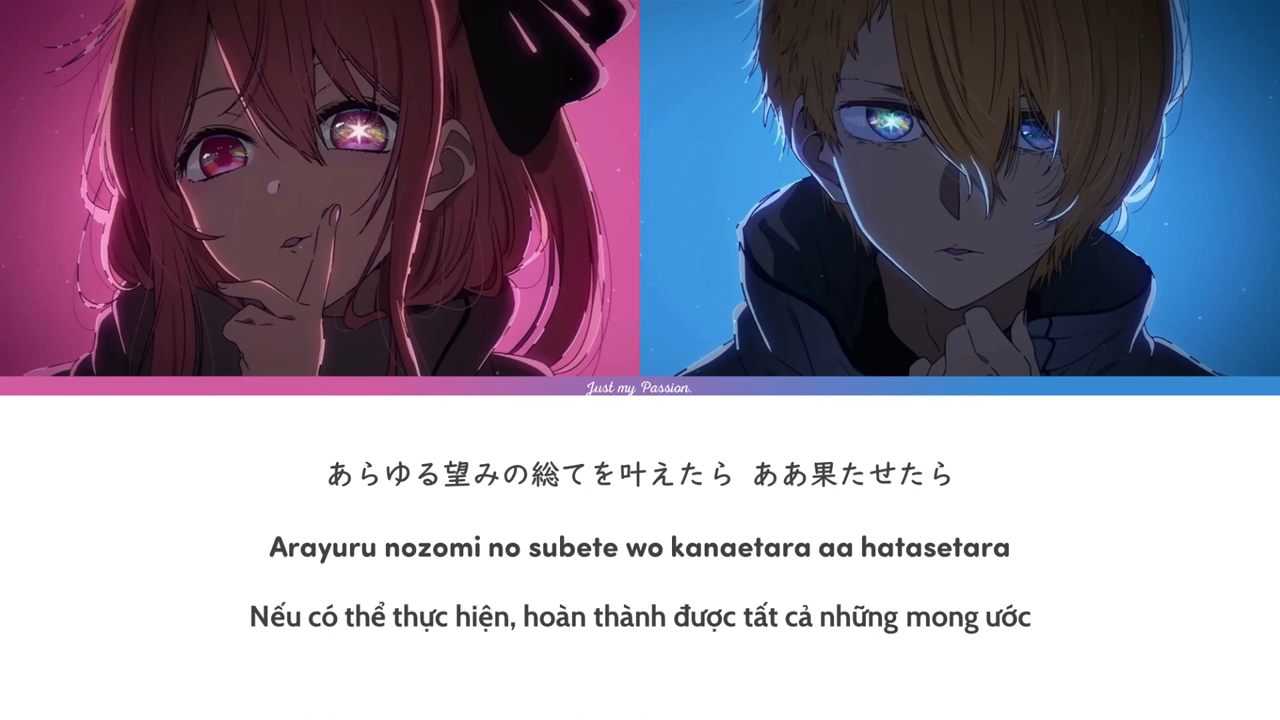 Just my Passion.
あらゆる望みの総てを叶えたら ああ果たせたら
Arayuru nozomi no subete wo kanaetara aa hatasetara
Nếu có thể thực hiện, hoàn thành được tất cả những mong ước